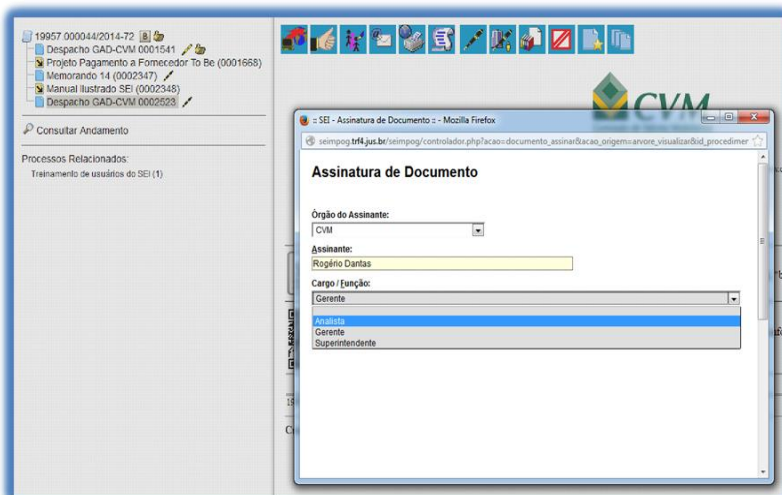 19957.000044/2014-72
Despacho GAD-CVM 0001541
Projeto Pagamento a Fornecedor To Be (0001668)
Memorando 14 (0002347)
Manual Ilustrado SEI (0002348)
Despacho GAD-CVM 0002523
Consultar Andamento
Processos Relacionados:
Treinamento de usuários do SEI (1)
CVM
:: SEI - Assinatura de Documento :: - Mozilla Firefox
seimpog.trf4.jus.br/seimpog/controlador.php?acao=documento_assinar&acao_origem=arvore_visualizar&id_procedimer
Assinatura de Documento
Órgão do Assinante:
CVM
Assinante:
Rogério Dantas
Cargo / Função:
Gerente
Analista
Gerente
Superintendente